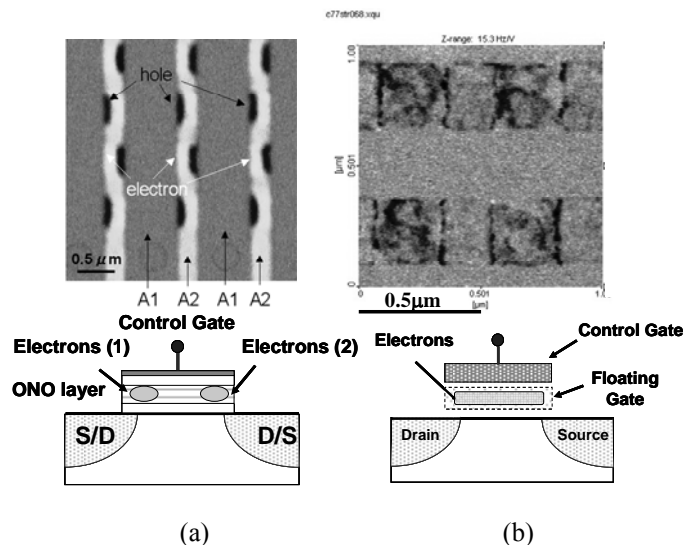 c77str068.xqu
Z-range: 15.3 Hz/V
hole
electron
0.5 μm
A1 A2 A1 A2
1.00
0.501
[µm]
0
0
0.501
[µm]
0.5µm
Control Gate
Electrons (1)
Electrons (2)
ONO layer
S/D
D/S
Control Gate
Electrons
Floating
Gate
Drain
Source
(a)
(b)